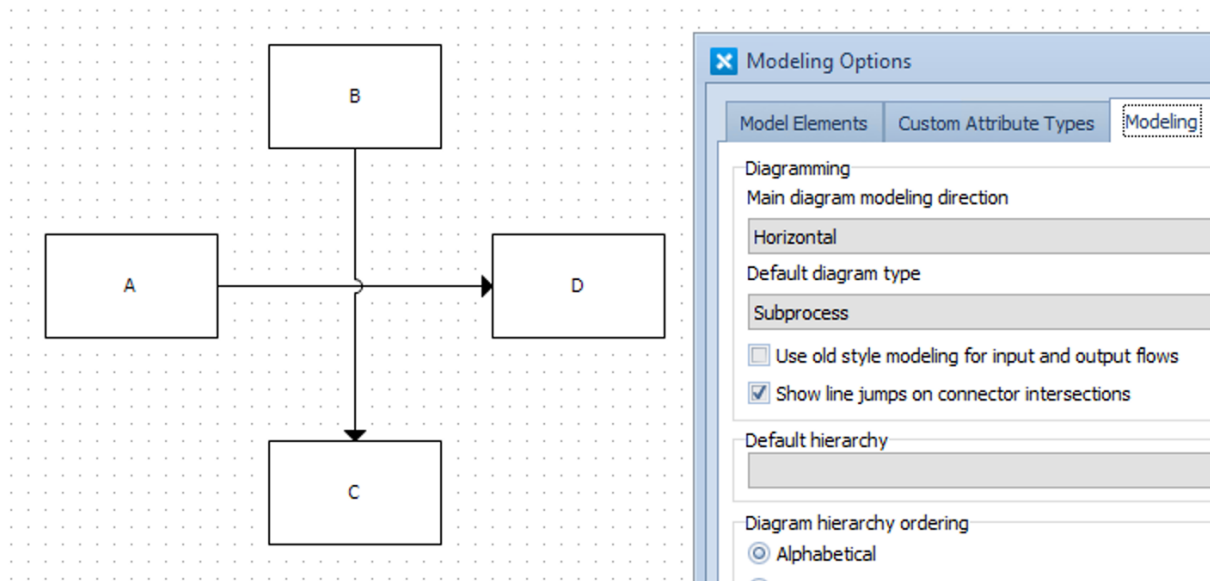 B
A
D
C
Modeling Options
Model Elements
Custom Attribute Types
Modeling
Diagramming
Main diagram modeling direction
Horizontal
Default diagram type
Subprocess
Use old style modeling for input and output flows
Show line jumps on connector intersections
Default hierarchy
Diagram hierarchy ordering
Alphabetical